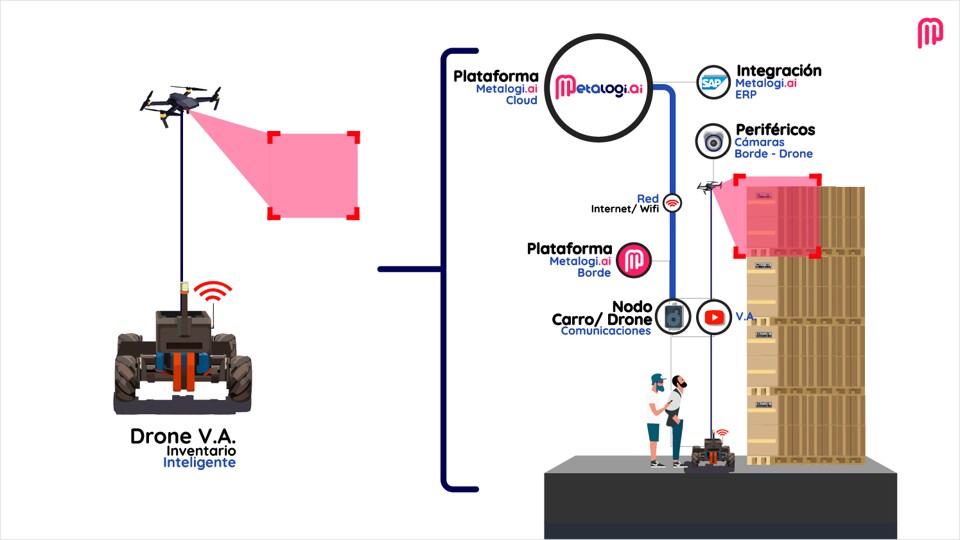 Drone V.A.
Inventario
Inteligente
Plataforma
Metalogi.ai
Cloud
Metalogi.ai
SAP
Integración
Metalogi.ai
ERP
Periféricos
Cámaras
Borde - Drone
Red
Internet/ Wifi
Plataforma
Metalogi.ai
Borde
Nodo
Carro/ Drone
Comunicaciones
V.A.